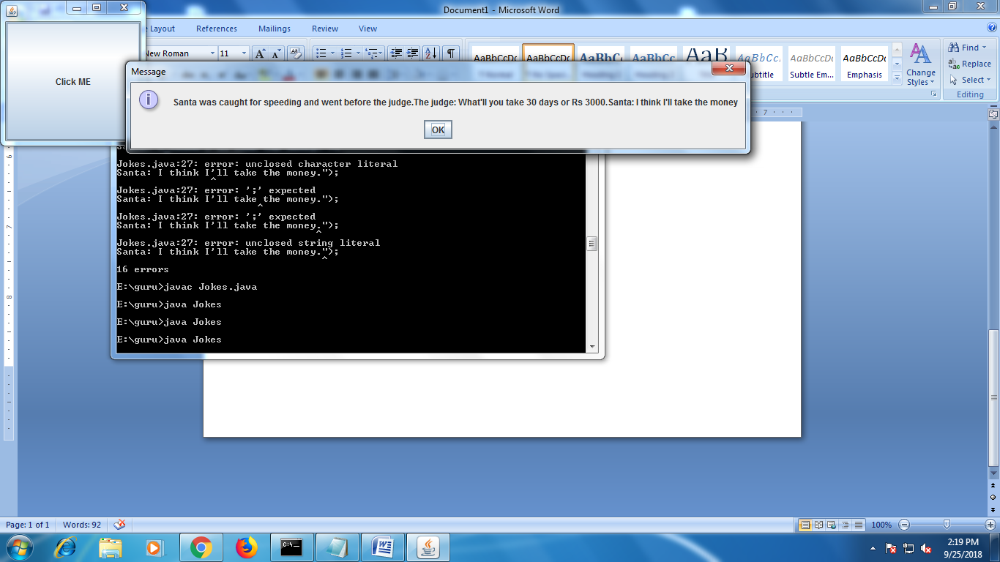 Document1 - Microsoft Word
Layout References Mailings Review View
New Roman 11
AaBbCcDc AaBbCcDc AaBbC AaBbCc AaB AaBbCcL AaBbCcDc AaBbCcDc
Subtle Em... Emphasis
Change Styles
Find
Replace
Select
Editing
Click ME
Message
Santa was caught for speeding and went before the judge.The judge: What'll you take 30 days or Rs 3000.Santa: I think I'll take the money
OK
7
Jokes.java:27: error: unclosed character literal
Santa: I think I'll take the money.");
^
Jokes.java:27: error: ';' expected
Santa: I think I'll take the money.");
^
Jokes.java:27: error: ';' expected
Santa: I think I'll take the money.");
^
Jokes.java:27: error: unclosed string literal
Santa: I think I'll take the money.");
^
16 errors
E:\guru>javac Jokes.java
E:\guru>java Jokes
E:\guru>java Jokes
E:\guru>java Jokes
Page: 1 of 1 Words: 92 100%
2:19 PM
9/25/2018